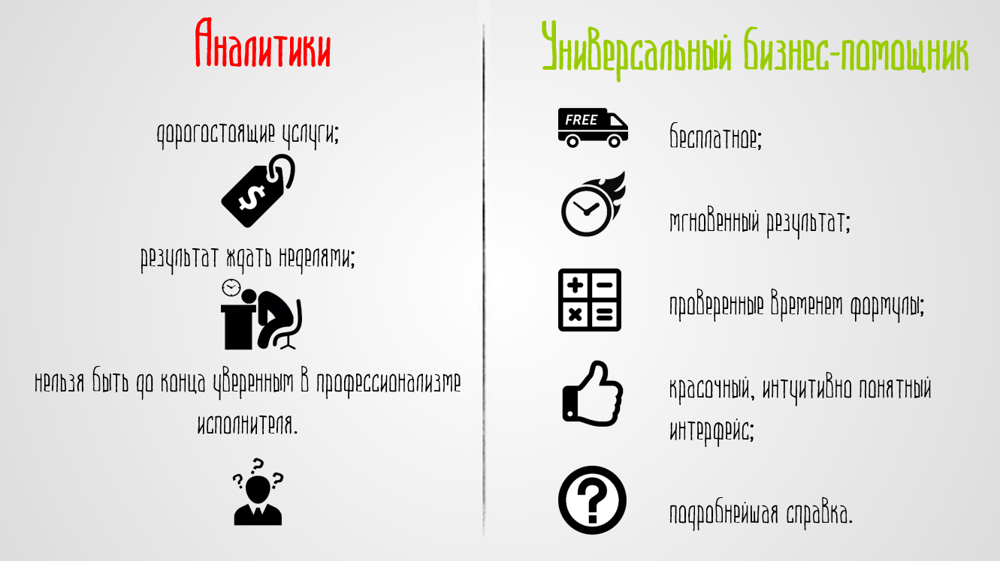 Аналитики
дорогостоящие услуги;
$
результат ждать неделями;
нельзя быть до конца уверенным в профессионализме
исполнителя.
? ? ?
Универсальный бизнес-помощник
FREE
бесплатное;
мгновенный результат;
+ −
× =
проверенные временем формулы;
красочный, интуитивно понятный
интерфейс;
?
подробнейшая справка.